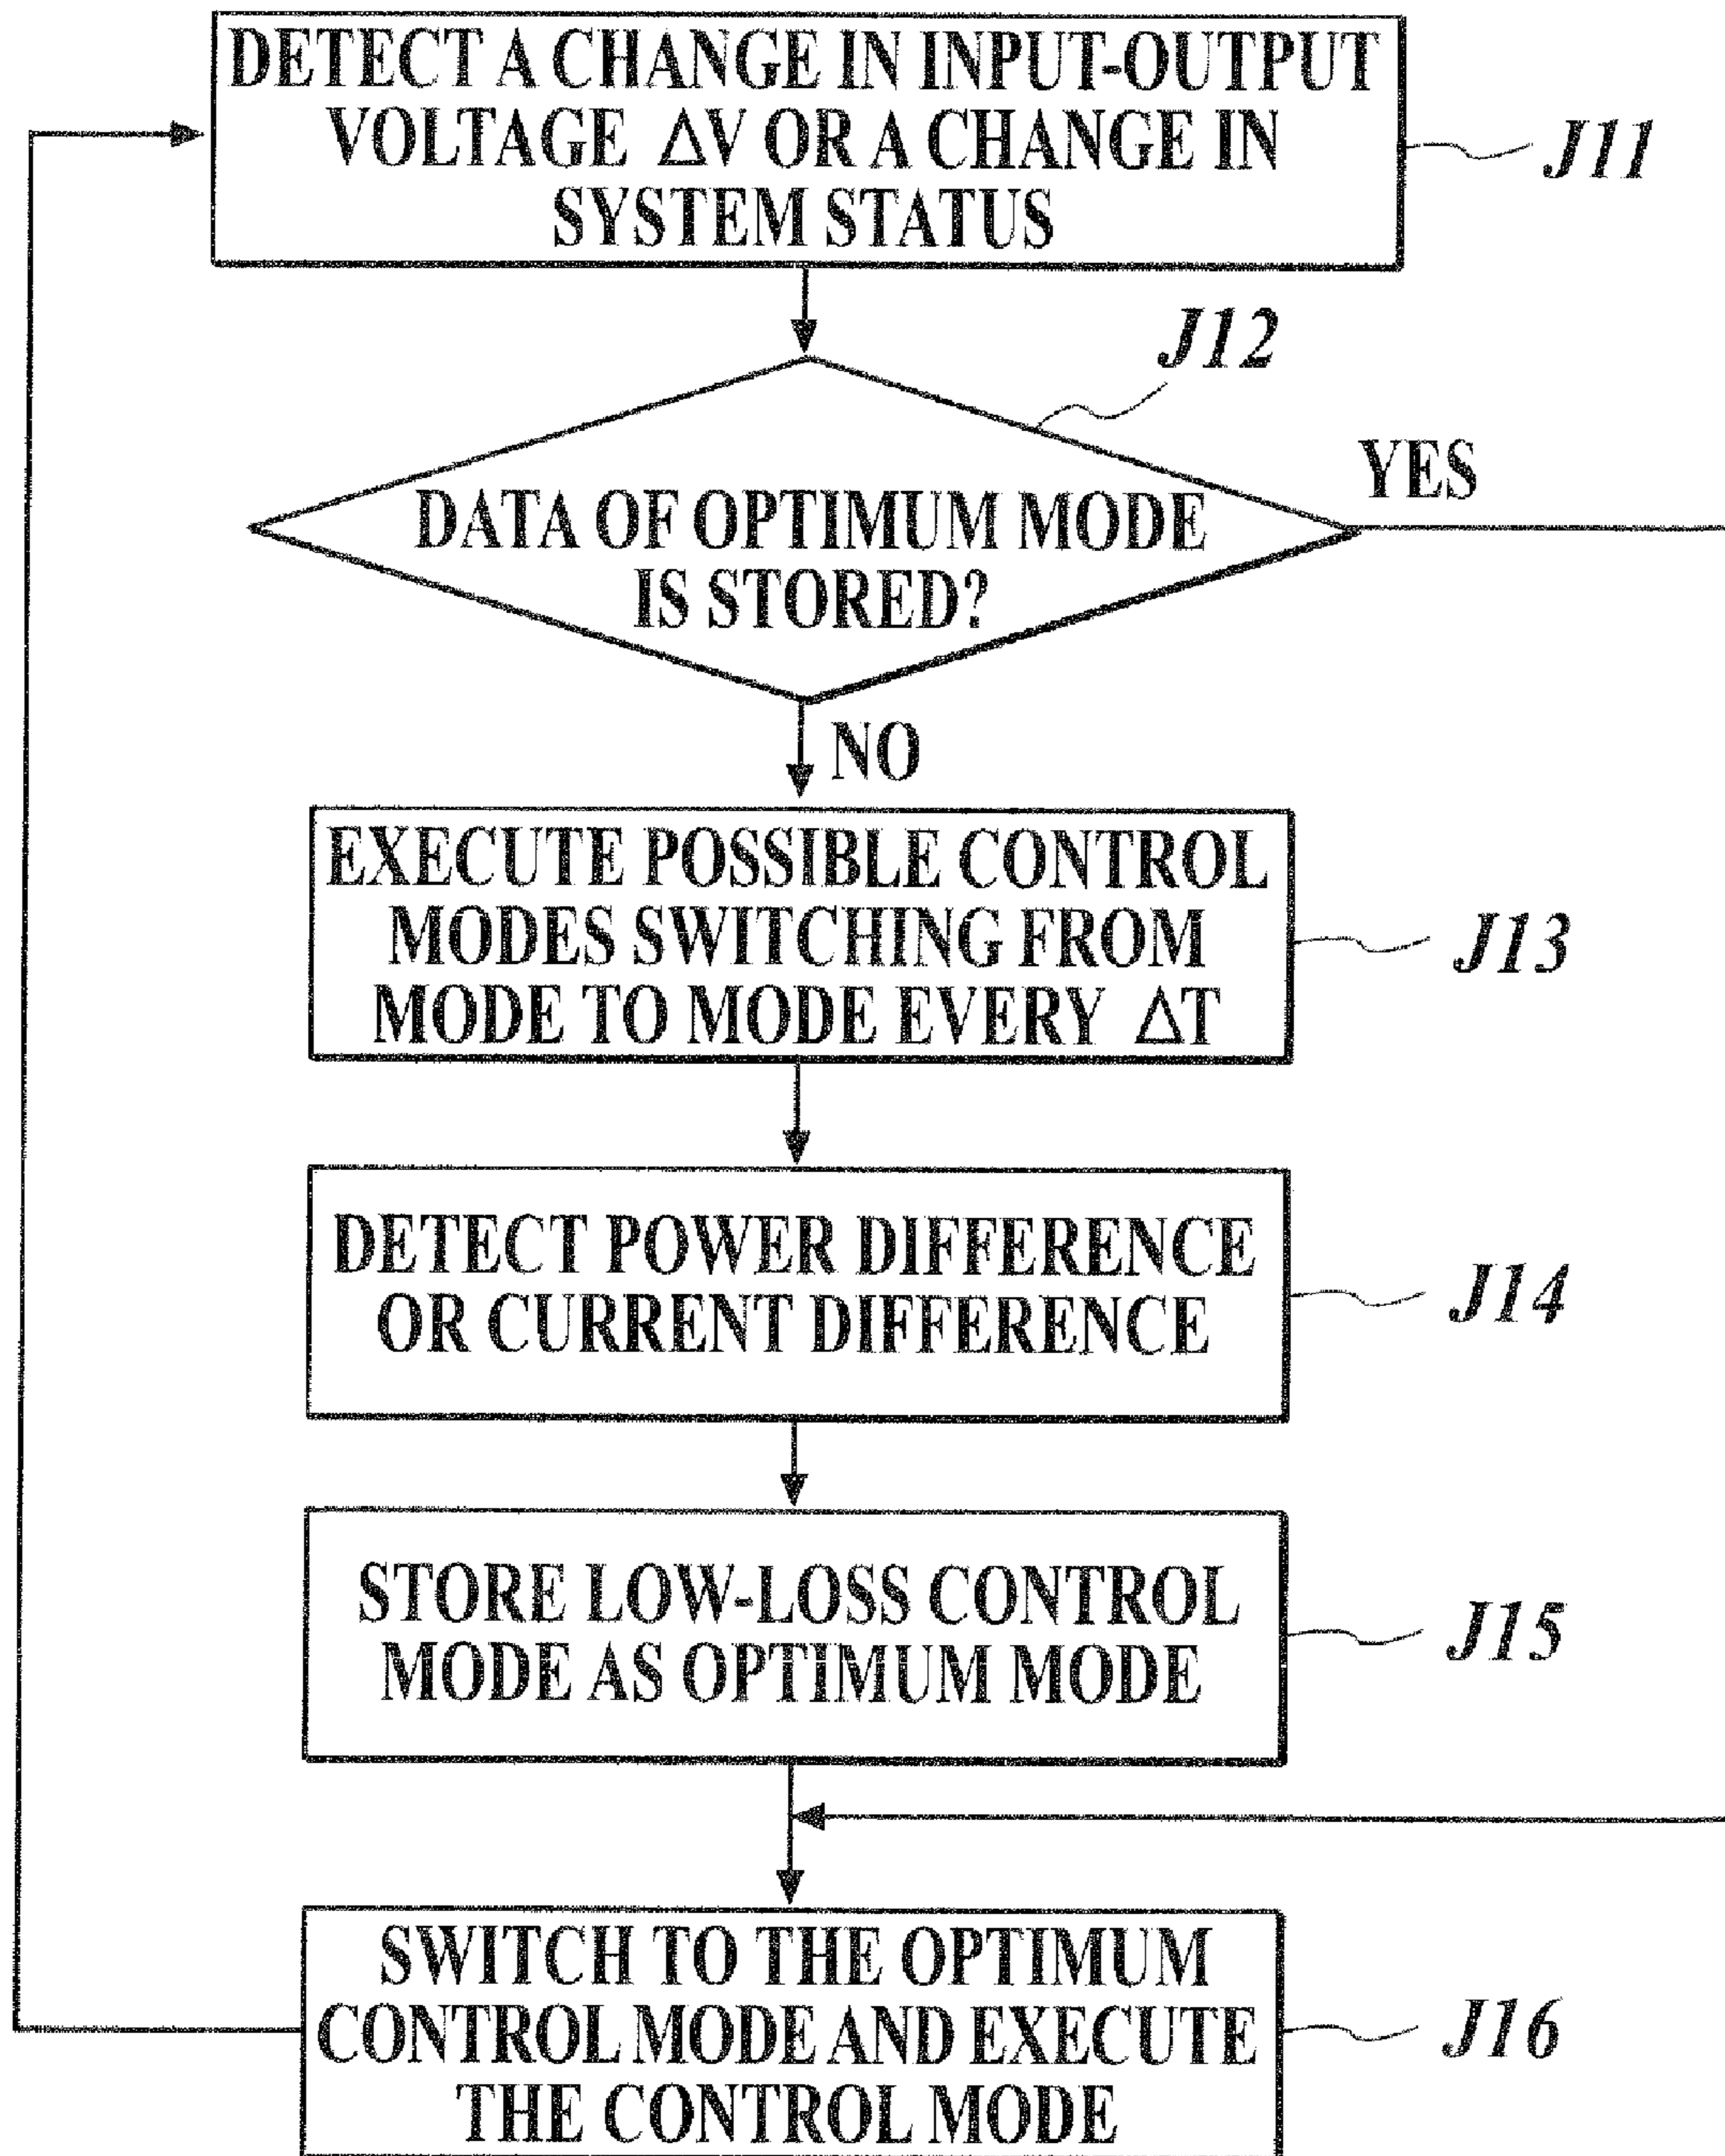 DETECT A CHANGE IN INPUT-OUTPUT
VOLTAGE ΔV OR A CHANGE IN
SYSTEM STATUS
J11
J12
DATA OF OPTIMUM MODE
IS STORED?
YES
NO
EXECUTE POSSIBLE CONTROL
MODES SWITCHING FROM
MODE TO MODE EVERY ΔT
J13
DETECT POWER DIFFERENCE
OR CURRENT DIFFERENCE
J14
STORE LOW-LOSS CONTROL
MODE AS OPTIMUM MODE
J15
SWITCH TO THE OPTIMUM
CONTROL MODE AND EXECUTE
THE CONTROL MODE
J16